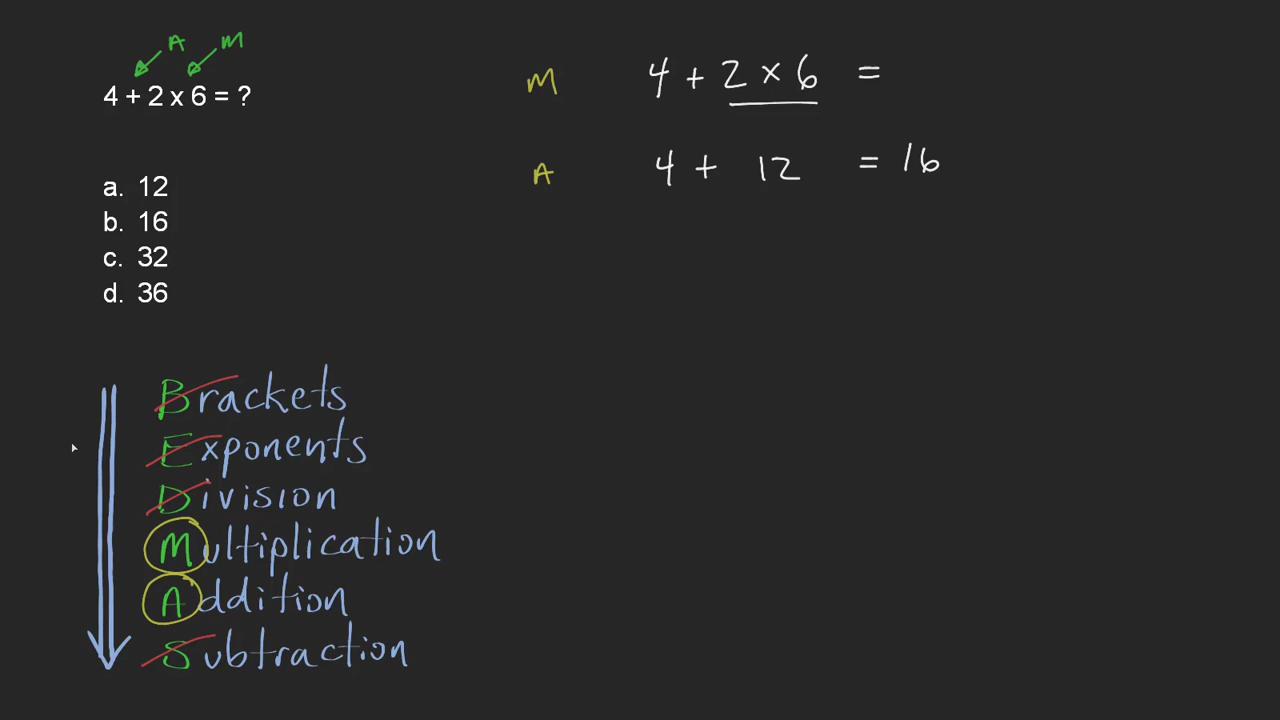 A M
4 + 2 x 6 = ?
a. 12
b. 16
c. 32
d. 36
M 4 + 2 × 6 =
A 4 + 12 = 16
Brackets
Exponents
Division
Multiplication
Addition
Subtraction